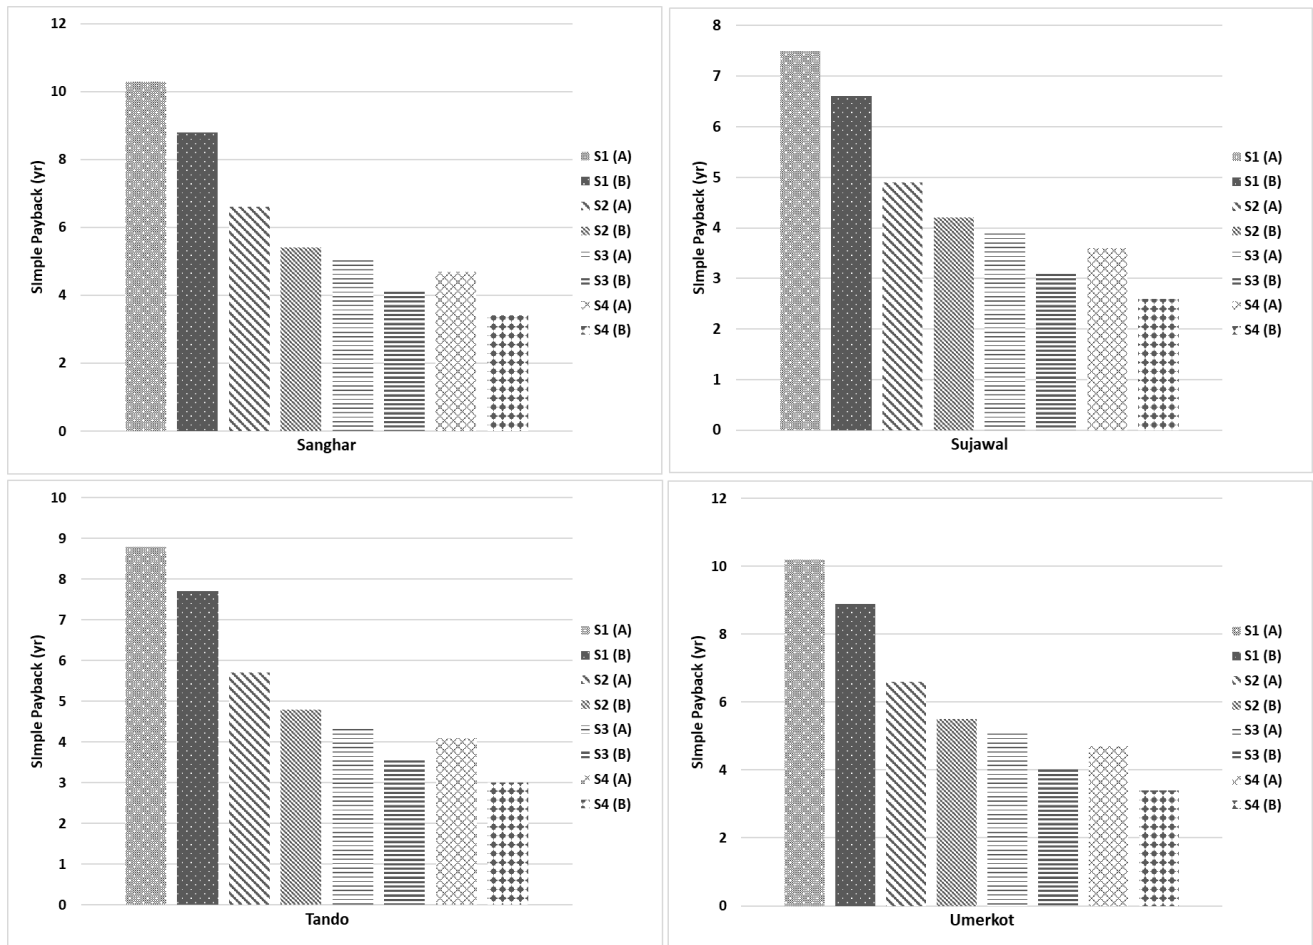 12
10
8
6
4
2
0
SImple Payback (yr)
Sanghar
S1 (A)
S1 (B)
S2 (A)
S2 (B)
S3 (A)
S3 (B)
S4 (A)
S4 (B)
8
7
6
5
4
3
2
1
0
SImple Payback (yr)
Sujawal
S1 (A)
S1 (B)
S2 (A)
S2 (B)
S3 (A)
S3 (B)
S4 (A)
S4 (B)
10
9
8
7
6
5
4
3
2
1
0
SImple Payback (yr)
Tando
S1 (A)
S1 (B)
S2 (A)
S2 (B)
S3 (A)
S3 (B)
S4 (A)
S4 (B)
12
10
8
6
4
2
0
SImple Payback (yr)
Umerkot
S1 (A)
S1 (B)
S2 (A)
S2 (B)
S3 (A)
S3 (B)
S4 (A)
S4 (B)